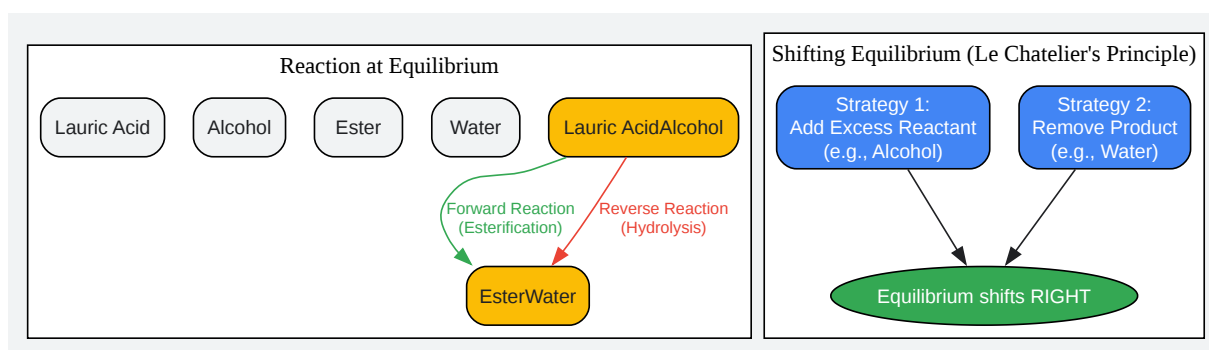 Reaction at Equilibrium
Lauric Acid
Alcohol
Ester
Water
Lauric AcidAlcohol
Forward Reaction
(Esterification)
Reverse Reaction
(Hydrolysis)
EsterWater
Shifting Equilibrium (Le Chatelier's Principle)
Strategy 1:
Add Excess Reactant
(e.g., Alcohol)
Strategy 2:
Remove Product
(e.g., Water)
Equilibrium shifts RIGHT